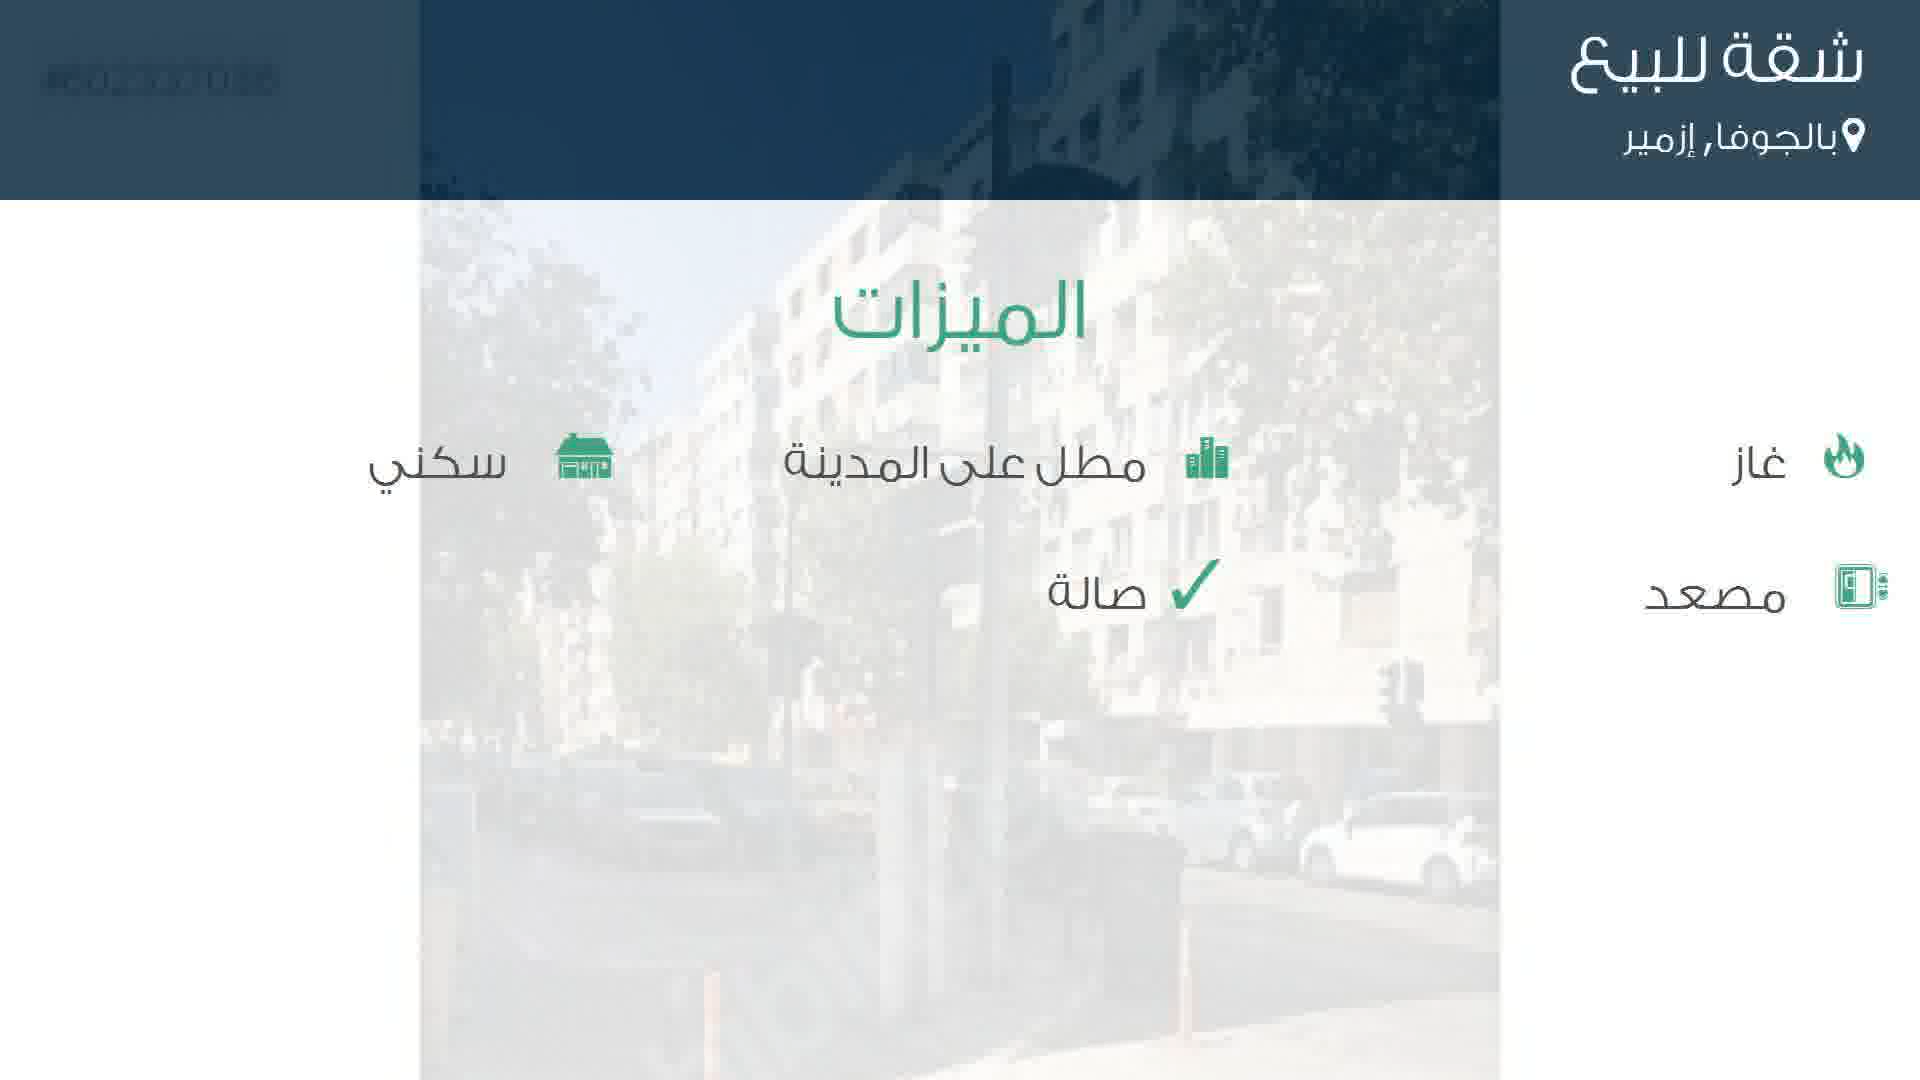 شقة للبيع
بالجوفا, إزمير
الميزات
غاز
مطل على المدينة
سكني
مصعد
صالة